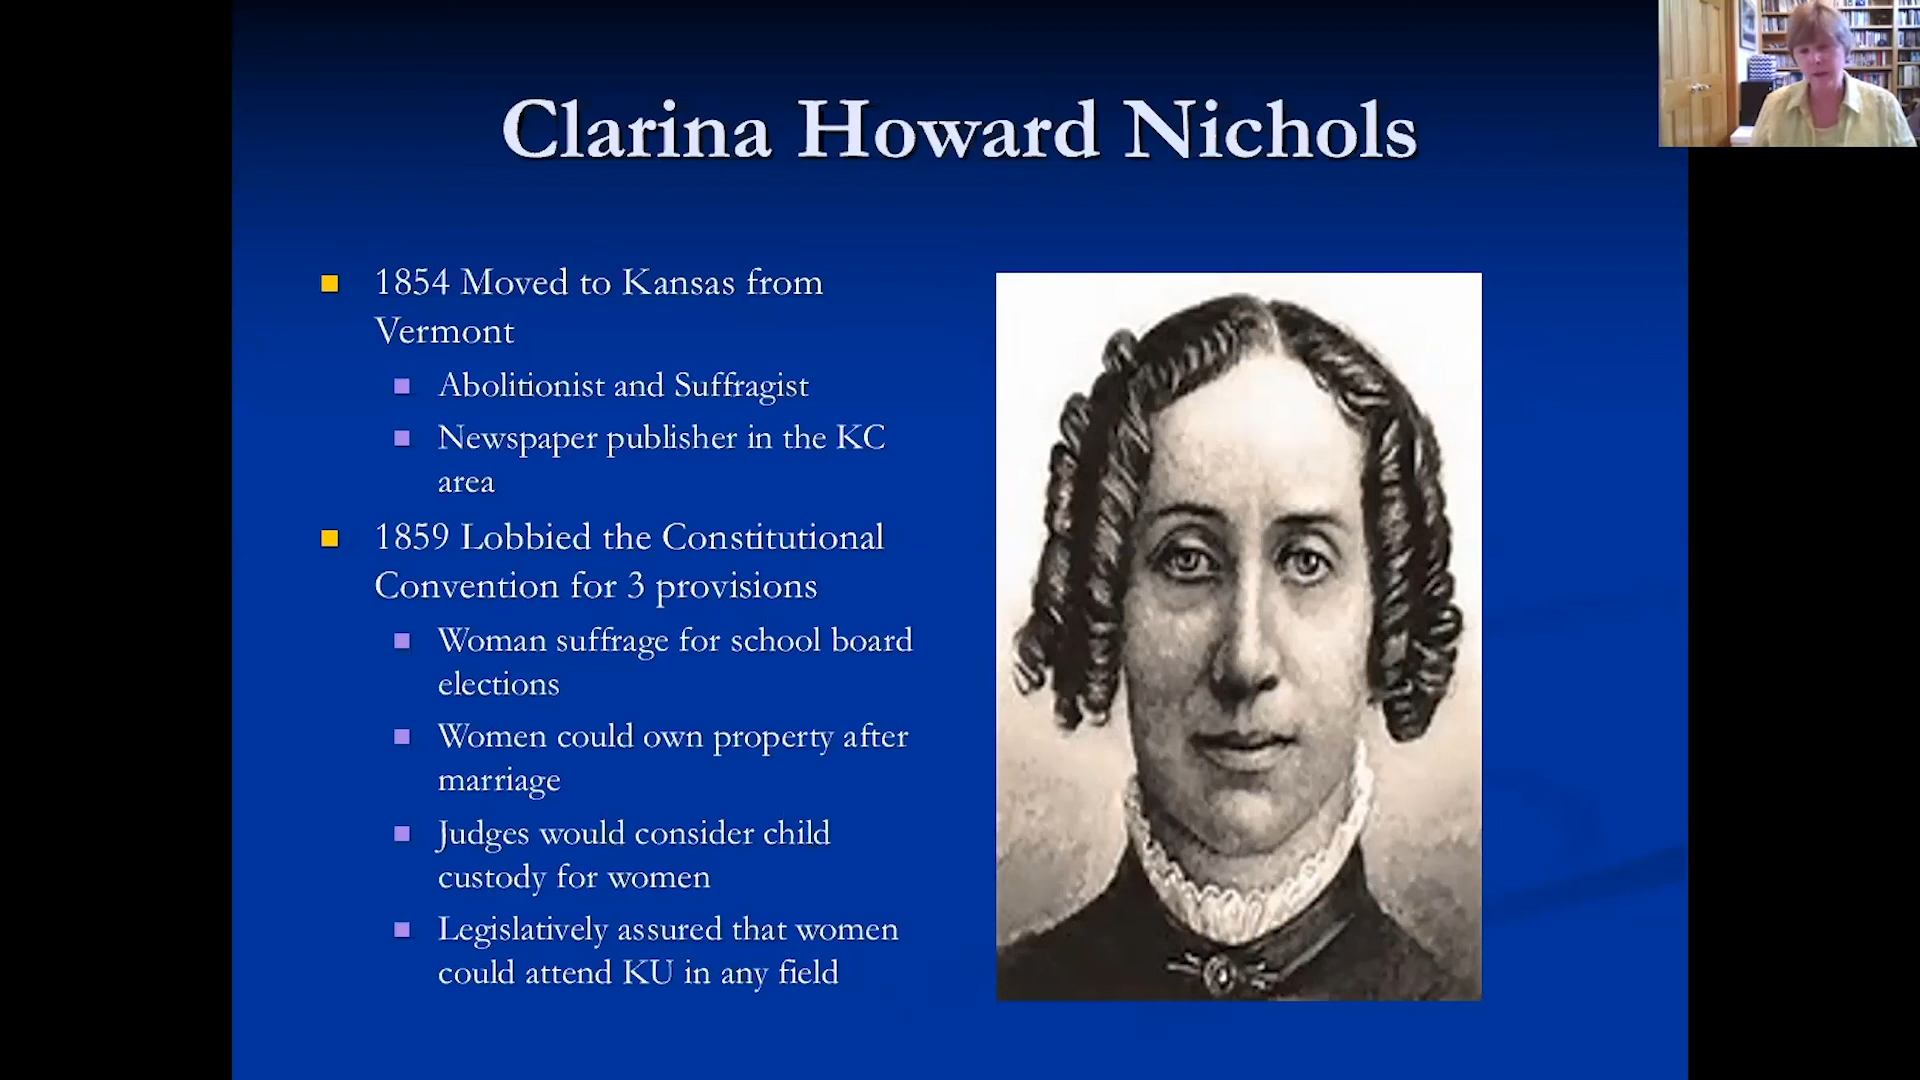 Clarina Howard Nichols
1854 Moved to Kansas from
Vermont
Abolitionist and Suffragist
Newspaper publisher in the KC
area
1859 Lobbied the Constitutional
Convention for 3 provisions
Woman suffrage for school board
elections
Women could own property after
marriage
Judges would consider child
custody for women
Legislatively assured that women
could attend KU in any field